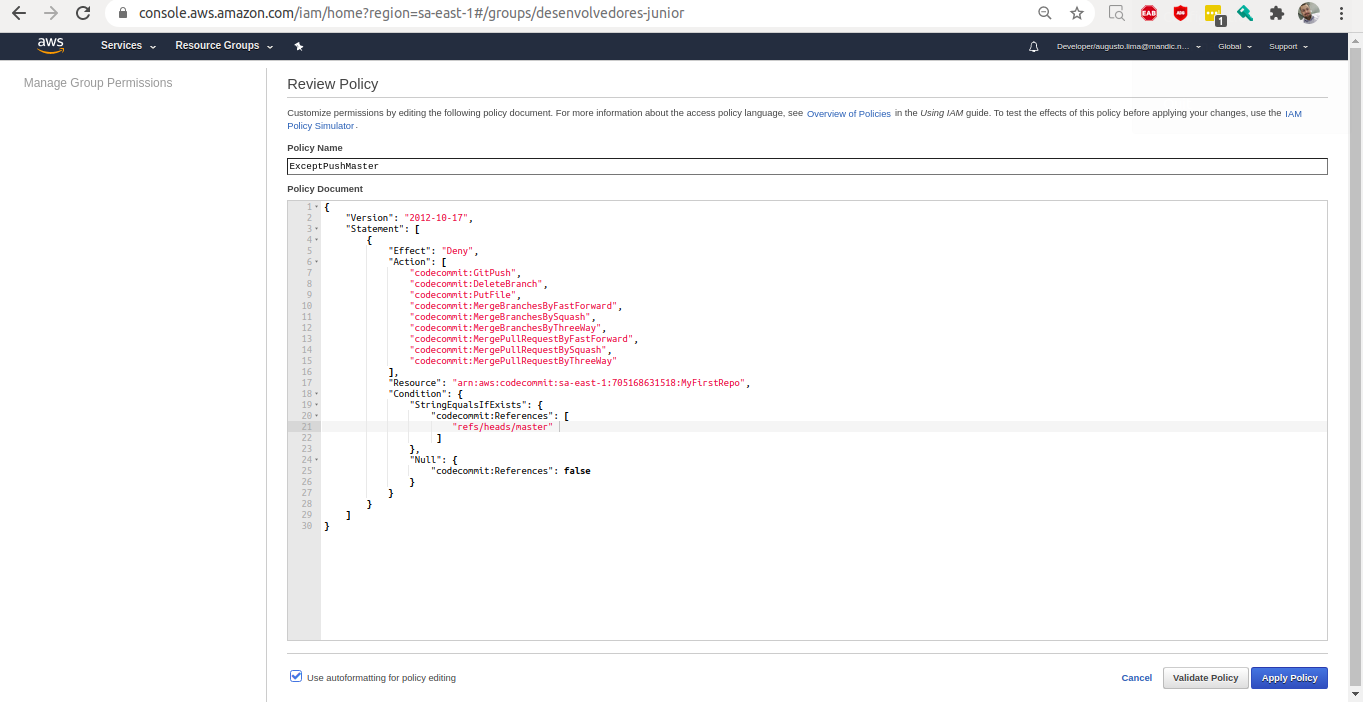 console.aws.amazon.com/iam/home?region=sa-east-1#/groups/desenvolvedores-junior
EAB
ABP
1
aws
Services
Resource Groups
Developer/augusto.lima@mandic.n...
Global
Support
Manage Group Permissions
Review Policy
Customize permissions by editing the following policy document. For more information about the access policy language, see Overview of Policies in the Using IAM guide. To test the effects of this policy before applying your changes, use the IAM
Policy Simulator.
Policy Name
ExceptPushMaster
Policy Document
1 {
2 "Version": "2012-10-17",
3 "Statement": [
4 {
5 "Effect": "Deny",
6 "Action": [
7 "codecommit:GitPush",
8 "codecommit:DeleteBranch",
9 "codecommit:PutFile",
10 "codecommit:MergeBranchesByFastForward",
11 "codecommit:MergeBranchesBySquash",
12 "codecommit:MergeBranchesByThreeWay",
13 "codecommit:MergePullRequestByFastForward",
14 "codecommit:MergePullRequestBySquash",
15 "codecommit:MergePullRequestByThreeWay"
16 ],
17 "Resource": "arn:aws:codecommit:sa-east-1:705168631518:MyFirstRepo",
18 "Condition": {
19 "StringEqualsIfExists": {
20 "codecommit:References": [
21 "refs/heads/master"
22 ]
23 },
24 "Null": {
25 "codecommit:References": false
26 }
27 }
28 }
29 ]
30 }
Use autoformatting for policy editing
Cancel
Validate Policy
Apply Policy